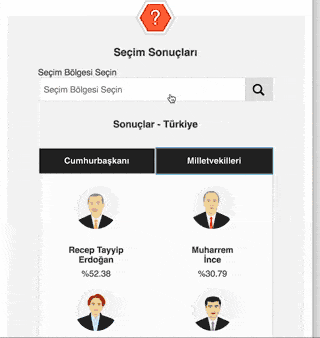 ?
Seçim Sonuçları
Seçim Bölgesi Seçin
Seçim Bölgesi Seçin
Sonuçlar - Türkiye
Cumhurbaşkanı
Milletvekilleri
Recep Tayyip
Erdoğan
%52.38
Muharrem
İnce
%30.79